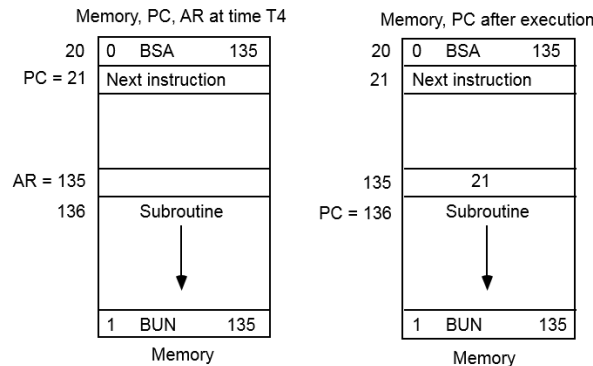 Memory, PC, AR at time T4
20 0 BSA 135
PC = 21 Next instruction
AR = 135
136 Subroutine
1 BUN 135
Memory
Memory, PC after execution
20 0 BSA 135
21 Next instruction
135 21
PC = 136 Subroutine
1 BUN 135
Memory